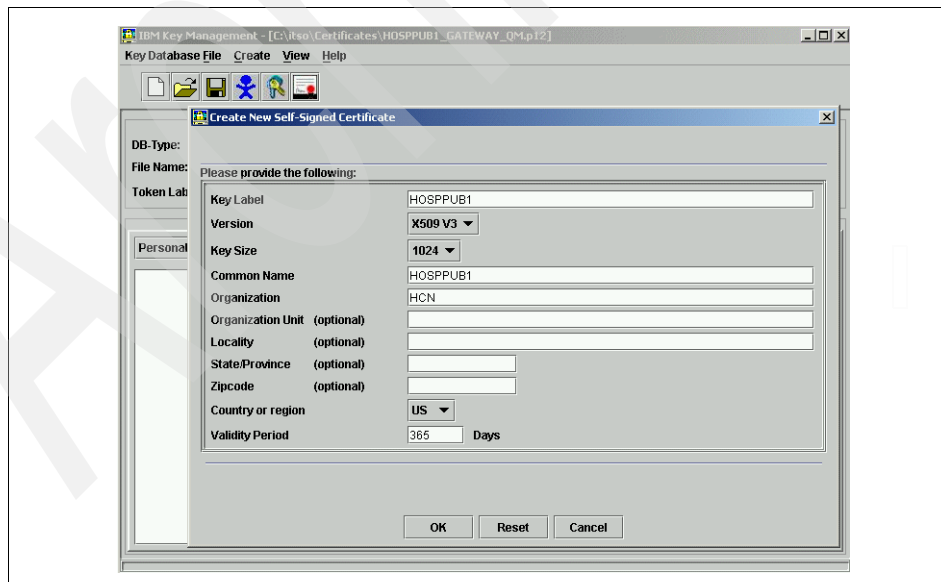 IBM Key Management - [C:\itso\Certificates\HOSPPUB1_GATEWAY_QM.p12]
Key Database File Create View Help
Create New Self-Signed Certificate
DB-Type:
File Name:
Token Lab
Personal
Please provide the following:
Key Label HOSPPUB1
Version X509 V3
Key Size 1024
Common Name HOSPPUB1
Organization HCN
Organization Unit (optional)
Locality (optional)
State/Province (optional)
Zipcode (optional)
Country or region US
Validity Period 365 Days
OK Reset Cancel